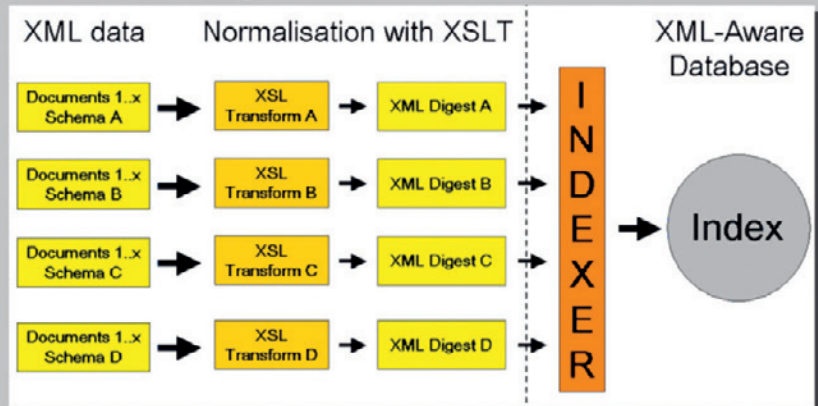 XML data
Normalisation with XSLT
XML-Aware
Database
Documents 1..x
Schema A
XSL
Transform A
XML Digest A
Documents 1..x
Schema B
XSL
Transform B
XML Digest B
Documents 1..x
Schema C
XSL
Transform C
XML Digest C
Documents 1..x
Schema D
XSL
Transform D
XML Digest D
I
N
D
E
X
E
R
Index